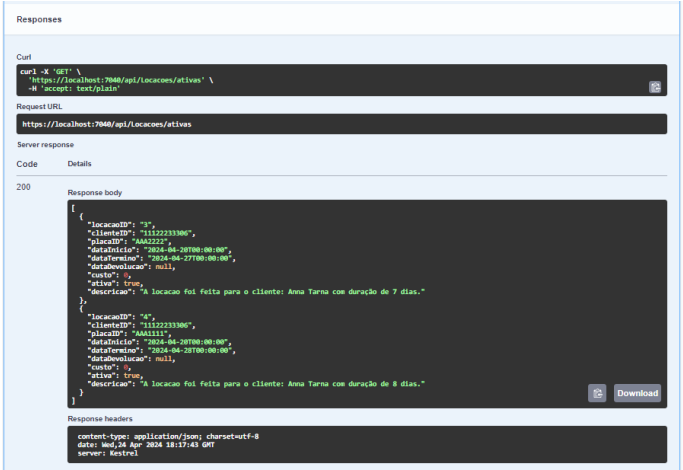 Responses
Curl
curl -X 'GET' \
'https://localhost:7040/api/Locacoes/ativas' \
-H 'accept: text/plain'
Request URL
https://localhost:7040/api/Locacoes/ativas
Server response
Code Details
200
Response body
[
{
"locacaoID": "3",
"clienteID": "11122233306",
"placaID": "AAA2222",
"dataInicio": "2024-04-20T00:00:00",
"dataTermino": "2024-04-27T00:00:00",
"dataDevolucao": null,
"custo": 0,
"ativa": true,
"descricao": "A locacao foi feita para o cliente: Anna Tarna com duração de 7 dias."
},
{
"locacaoID": "4",
"clienteID": "11122233306",
"placaID": "AAA1111",
"dataInicio": "2024-04-20T00:00:00",
"dataTermino": "2024-04-28T00:00:00",
"dataDevolucao": null,
"custo": 0,
"ativa": true,
"descricao": "A locacao foi feita para o cliente: Anna Tarna com duração de 8 dias."
}
]
Download
Response headers
content-type: application/json; charset=utf-8
date: Wed,24 Apr 2024 18:17:43 GMT
server: Kestrel